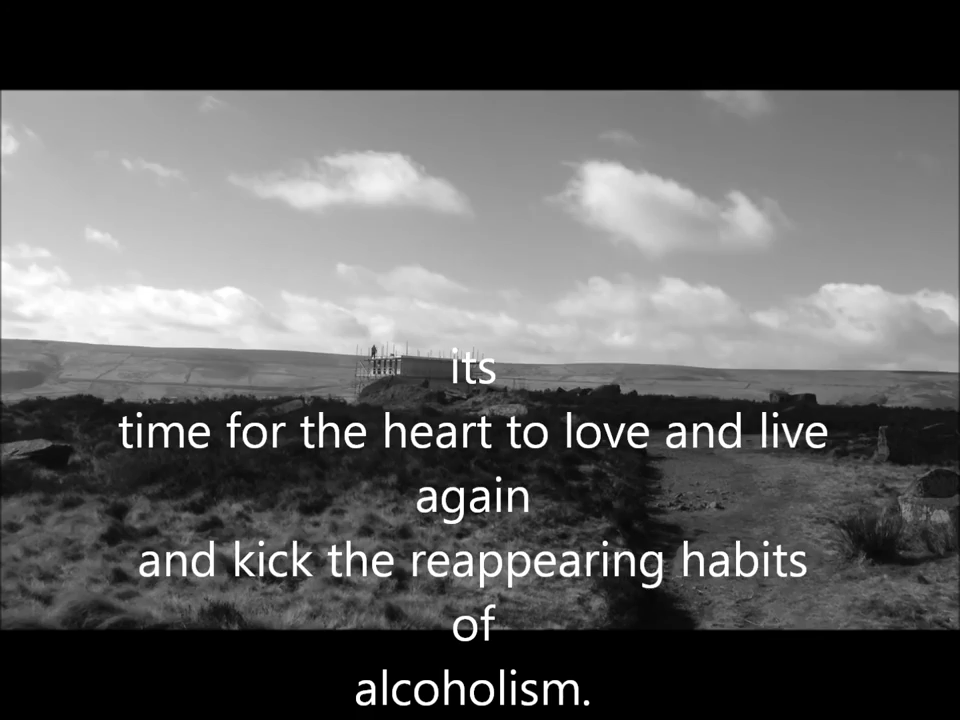 its
time for the heart to love and live
again
and kick the reappearing habits
of
alcoholism.